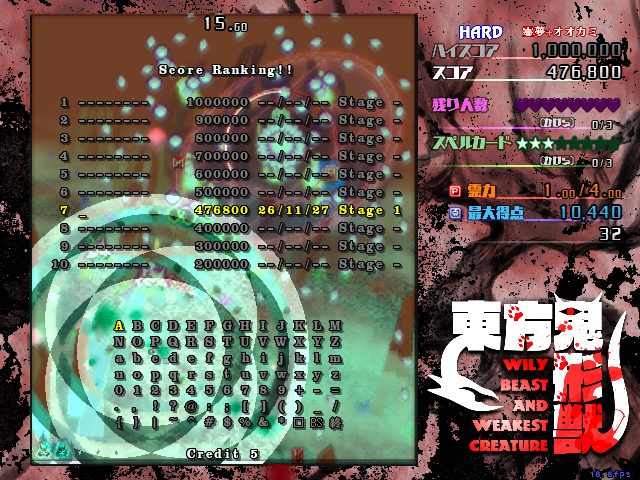 15.60
Score Ranking!!
1 -------- 1000000 --/--/-- Stage -
2 -------- 900000 --/--/-- Stage -
3 -------- 800000 --/--/-- Stage -
4 -------- 700000 --/--/-- Stage -
5 -------- 600000 --/--/-- Stage -
6 -------- 500000 --/--/-- Stage -
7 _ 476800 26/11/27 Stage 1
8 -------- 400000 --/--/-- Stage -
9 -------- 300000 --/--/-- Stage -
10 -------- 200000 --/--/-- Stage -
A B C D E F G H I J K L M
N O P Q R S T U V W X Y Z
a b c d e f g h i j k l m
n o p q r s t u v w x y z
0 1 2 3 4 5 6 7 8 9 + - =
. , ! ? @ : ; [ ] ( ) _ /
{ } | ~ ^ # $ % & * □ BS 終
Credit 5
HARD 霊夢+オオカミ
ハイスコア 1,000,000
スコア 476,800
残り人数
(かけら) 0/3
スペルカード ★★★★★★★★★
(かけら) 0/3
P 霊力 1.00/4.00
最大得点 10,440
32
東方鬼形獣
WILY
BEAST
AND
WEAKEST
CREATURE